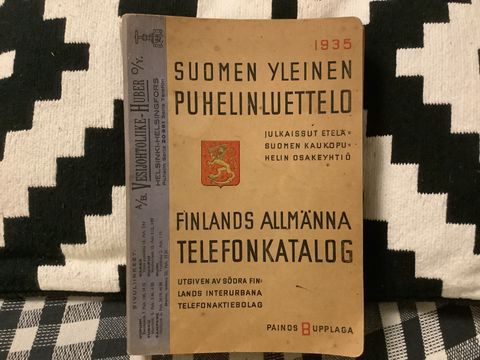 1935
SUOMEN YLEINEN
PUHELINLUETTELO
JULKAISSUT ETELÄ-
SUOMEN KAUKOPU-
HELIN OSAKEYHTIÖ
FINLANDS ALLMÄNNA
TELEFONKATALOG
UTGIVEN AV SÖDRA FIN-
LANDS INTERURBANA
TELEFONAKTIEBOLAG
PAINOS B UPPLAGA
A/B. VESIJOHTOLIIKE-HUBER O/Y.
HELSINKI-HELSINGFORS
SIVULIIKKEET: